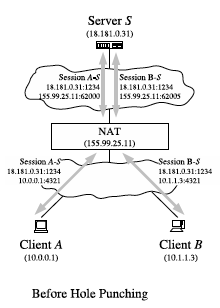 Server S
(18.181.0.31)
Session A-S
18.181.0.31:1234
155.99.25.11:62000
Session B-S
18.181.0.31:1234
155.99.25.11:62005
NAT
(155.99.25.11)
Session A-S
18.181.0.31:1234
10.0.0.1:4321
Session B-S
18.181.0.31:1234
10.1.1.3:4321
Client A
(10.0.0.1)
Client B
(10.1.1.3)
Before Hole Punching